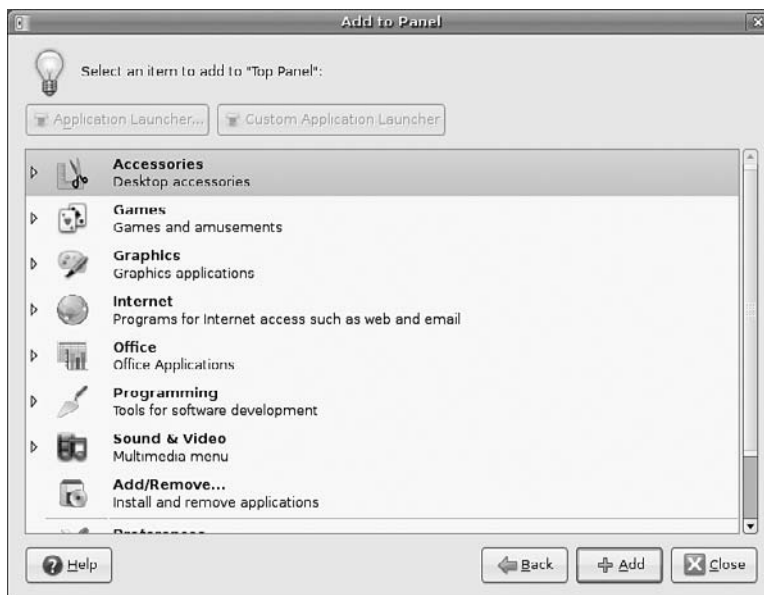 Add to Panel
Select an item to add to "Top Panel":
Application Launcher...
Custom Application Launcher
Accessories
Desktop accessories
Games
Games and amusements
Graphics
Graphics applications
Internet
Programs for Internet access such as web and email
Office
Office Applications
Programming
Tools for software development
Sound & Video
Multimedia menu
Add/Remove...
Install and remove applications
Preferences
Help
Back
Add
Close